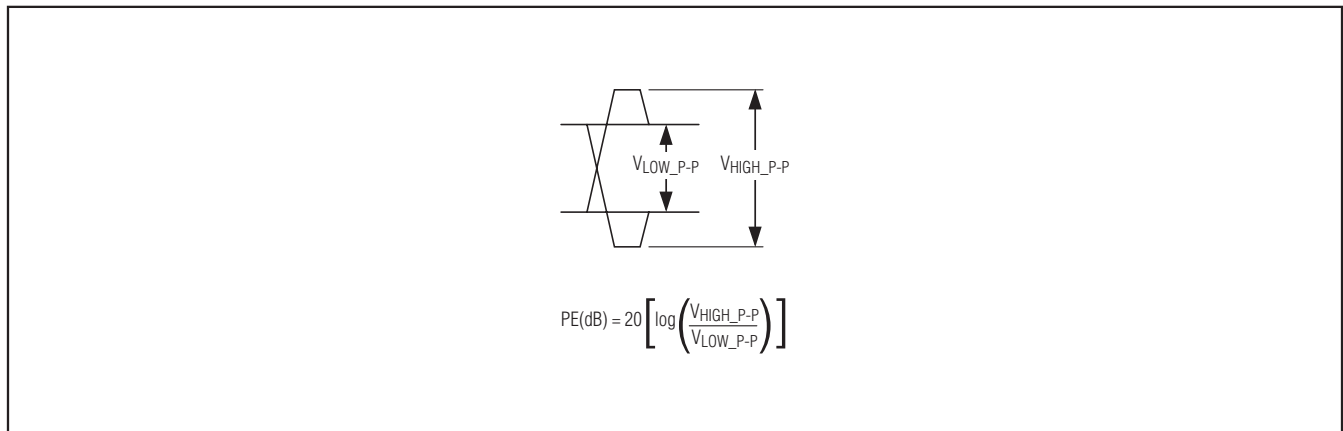 VLOW_P-P VHIGH_P-P
PE(dB) = 20 [log(VHIGH_P-P/VLOW_P-P)]